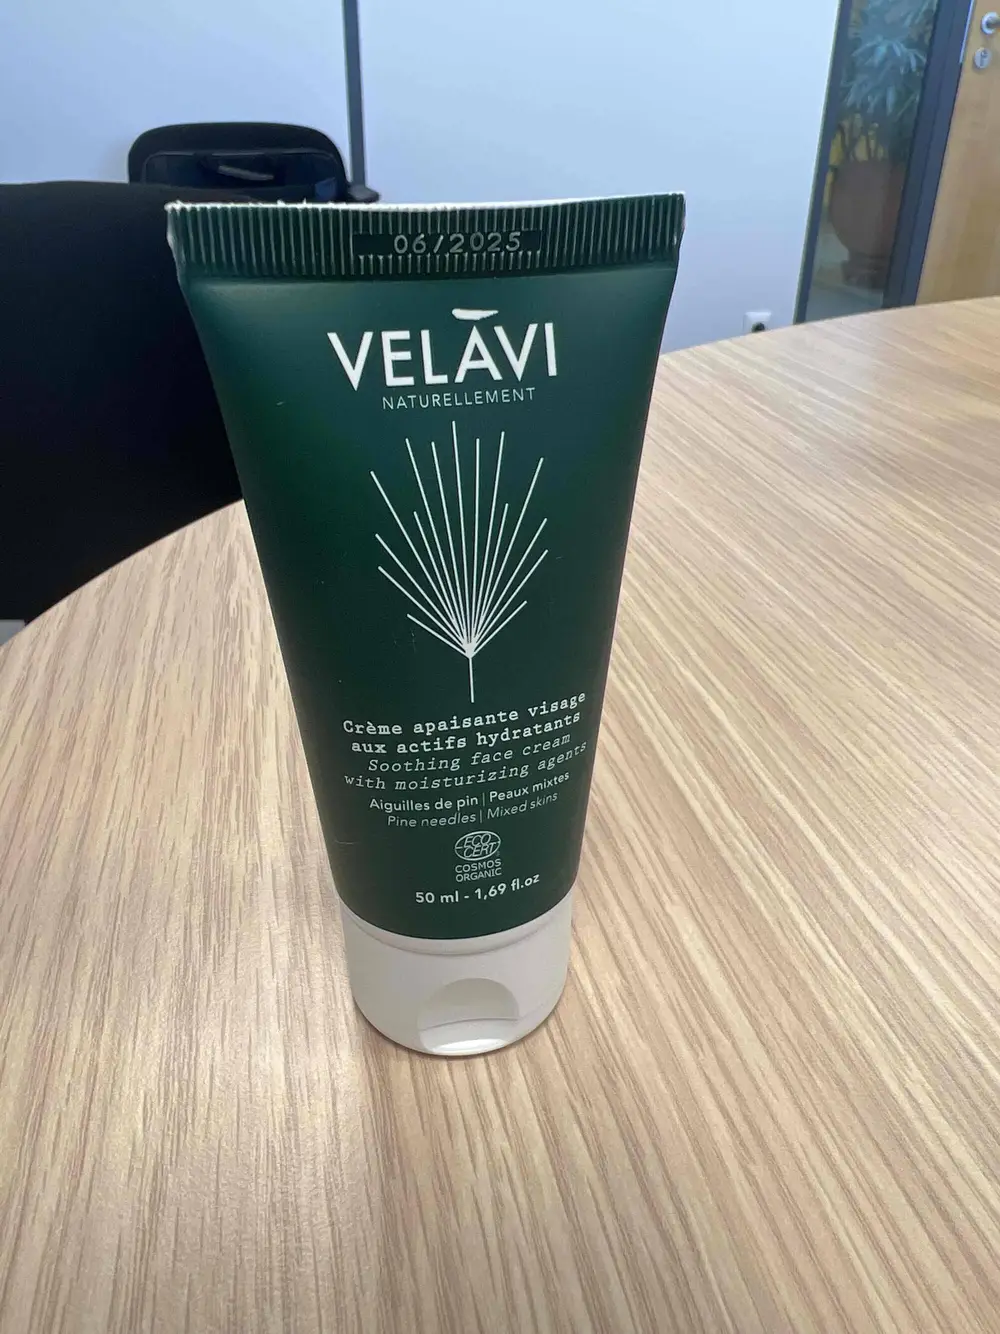 06/2025
VELĀVI
NATURELLEMENT
Crème apaisante visage
aux actifs hydratants
Soothing face cream
with moisturizing agents
Aiguilles de pin | Peaux mixtes
Pine needles | Mixed skins
ECO
CERT
COSMOS
ORGANIC
50 ml - 1,69 fl.oz